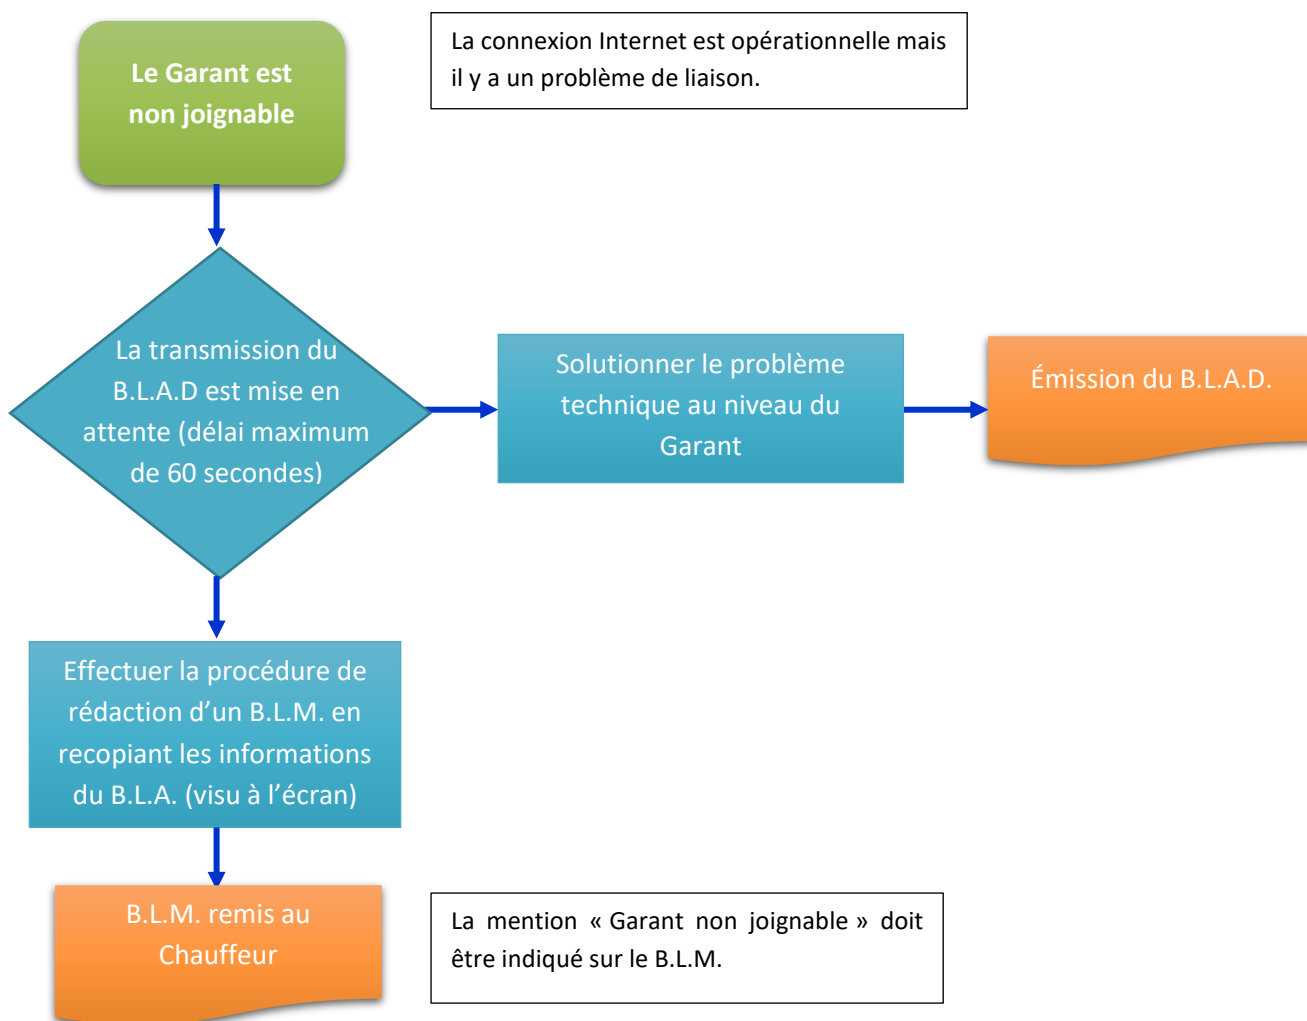 Le Garant est
non joignable
La connexion Internet est opérationnelle mais
il y a un problème de liaison.
La transmission du
B.L.A.D est mise en
attente (délai maximum
de 60 secondes)
Solutionner le problème
technique au niveau du
Garant
Émission du B.L.A.D.
Effectuer la procédure de
rédaction d’un B.L.M. en
recopiant les informations
du B.L.A. (visu à l’écran)
B.L.M. remis au
Chauffeur
La mention « Garant non joignable » doit
être indiqué sur le B.L.M.